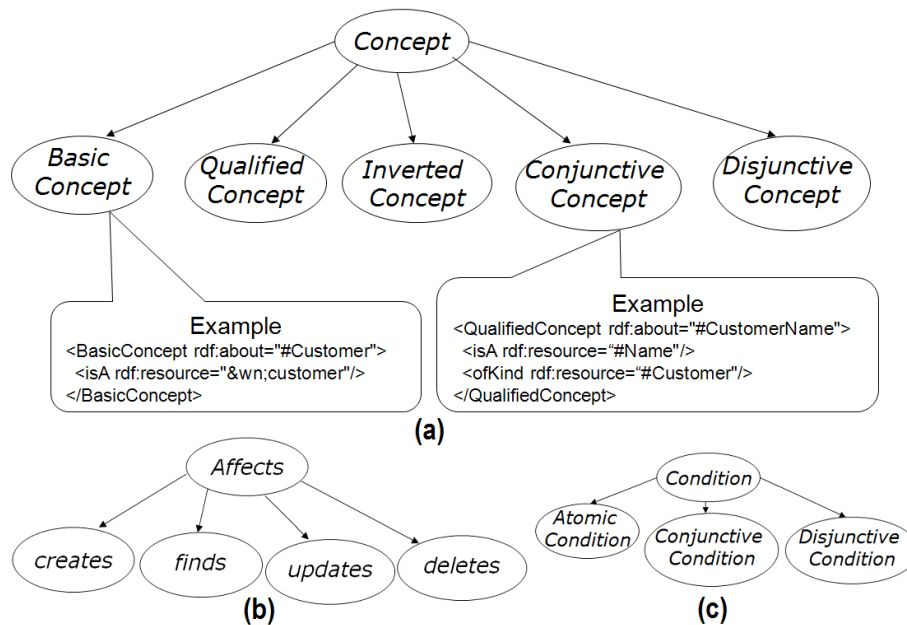 Concept
Basic
Concept
Qualified
Concept
Inverted
Concept
Conjunctive
Concept
Disjunctive
Concept
Example
<BasicConcept rdf:about="#Customer">
<isA rdf:resource="&wn;customer"/>
</BasicConcept>
Example
<QualifiedConcept rdf:about="#CustomerName">
<isA rdf:resource=“#Name"/>
<ofKind rdf:resource=“#Customer"/>
</QualifiedConcept>
(a)
Affects
creates
finds
updates
deletes
(b)
Condition
Atomic
Condition
Conjunctive
Condition
Disjunctive
Condition
(c)